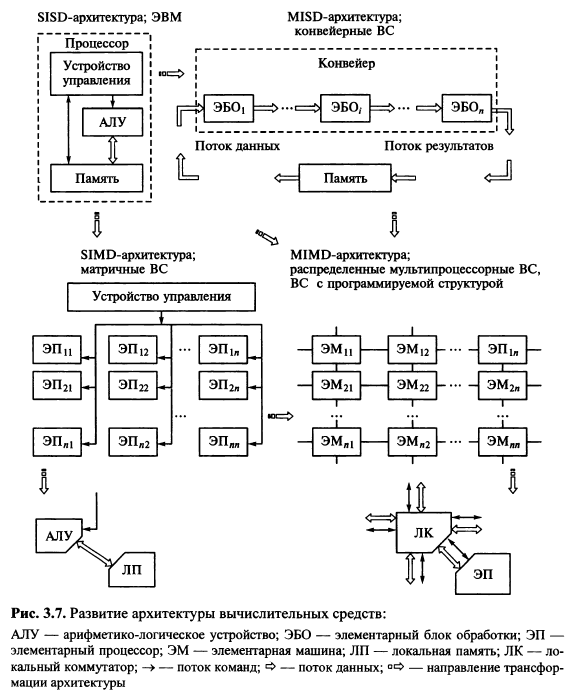 SISD-архитектура; ЭВМ
MISD-архитектура;
конвейерные ВС
Процессор
Устройство
управления
АЛУ
Память
Конвейер
ЭБО1
...
ЭБОi
...
ЭБОn
Поток данных
Поток результатов
Память
SIMD-архитектура;
матричные ВС
MIMD-архитектура;
распределенные мультипроцессорные ВС,
ВС с программируемой структурой
Устройство управления
ЭП11 ЭП12 ... ЭП1n
ЭП21 ЭП22 ... ЭП2n
...
ЭПn1 ЭПn2 ЭПnn
ЭМ11 ЭМ12 ... ЭП1n
ЭМ21 ЭМ22 ... ЭМ2n
... ... ...
ЭМn1 ЭМn2 ... ЭМnn
АЛУ
ЛП
ЛК
ЭП
Рис. 3.7. Развитие архитектуры вычислительных средств:
АЛУ — арифметико-логическое устройство; ЭБО — элементарный блок обработки; ЭП —
элементарный процессор; ЭМ — элементарная машина; ЛП — локальная память; ЛК — ло-
кальный коммутатор; → — поток команд; ⇨ — поток данных; ▫▫⇨ — направление трансфор-
мации архитектуры